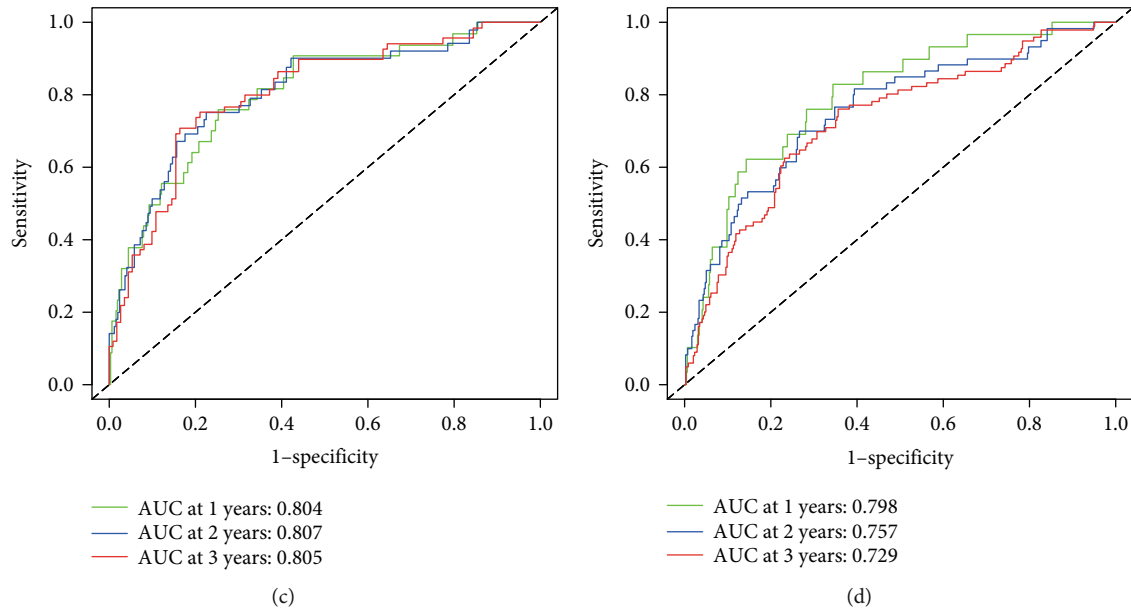 1.0
0.8
0.6
0.4
0.2
0.0
Sensitivity
0.0 0.2 0.4 0.6 0.8 1.0
1–specificity
AUC at 1 years: 0.804
AUC at 2 years: 0.807
AUC at 3 years: 0.805
(c)
1.0
0.8
0.6
0.4
0.2
0.0
Sensitivity
0.0 0.2 0.4 0.6 0.8 1.0
1–specificity
AUC at 1 years: 0.798
AUC at 2 years: 0.757
AUC at 3 years: 0.729
(d)